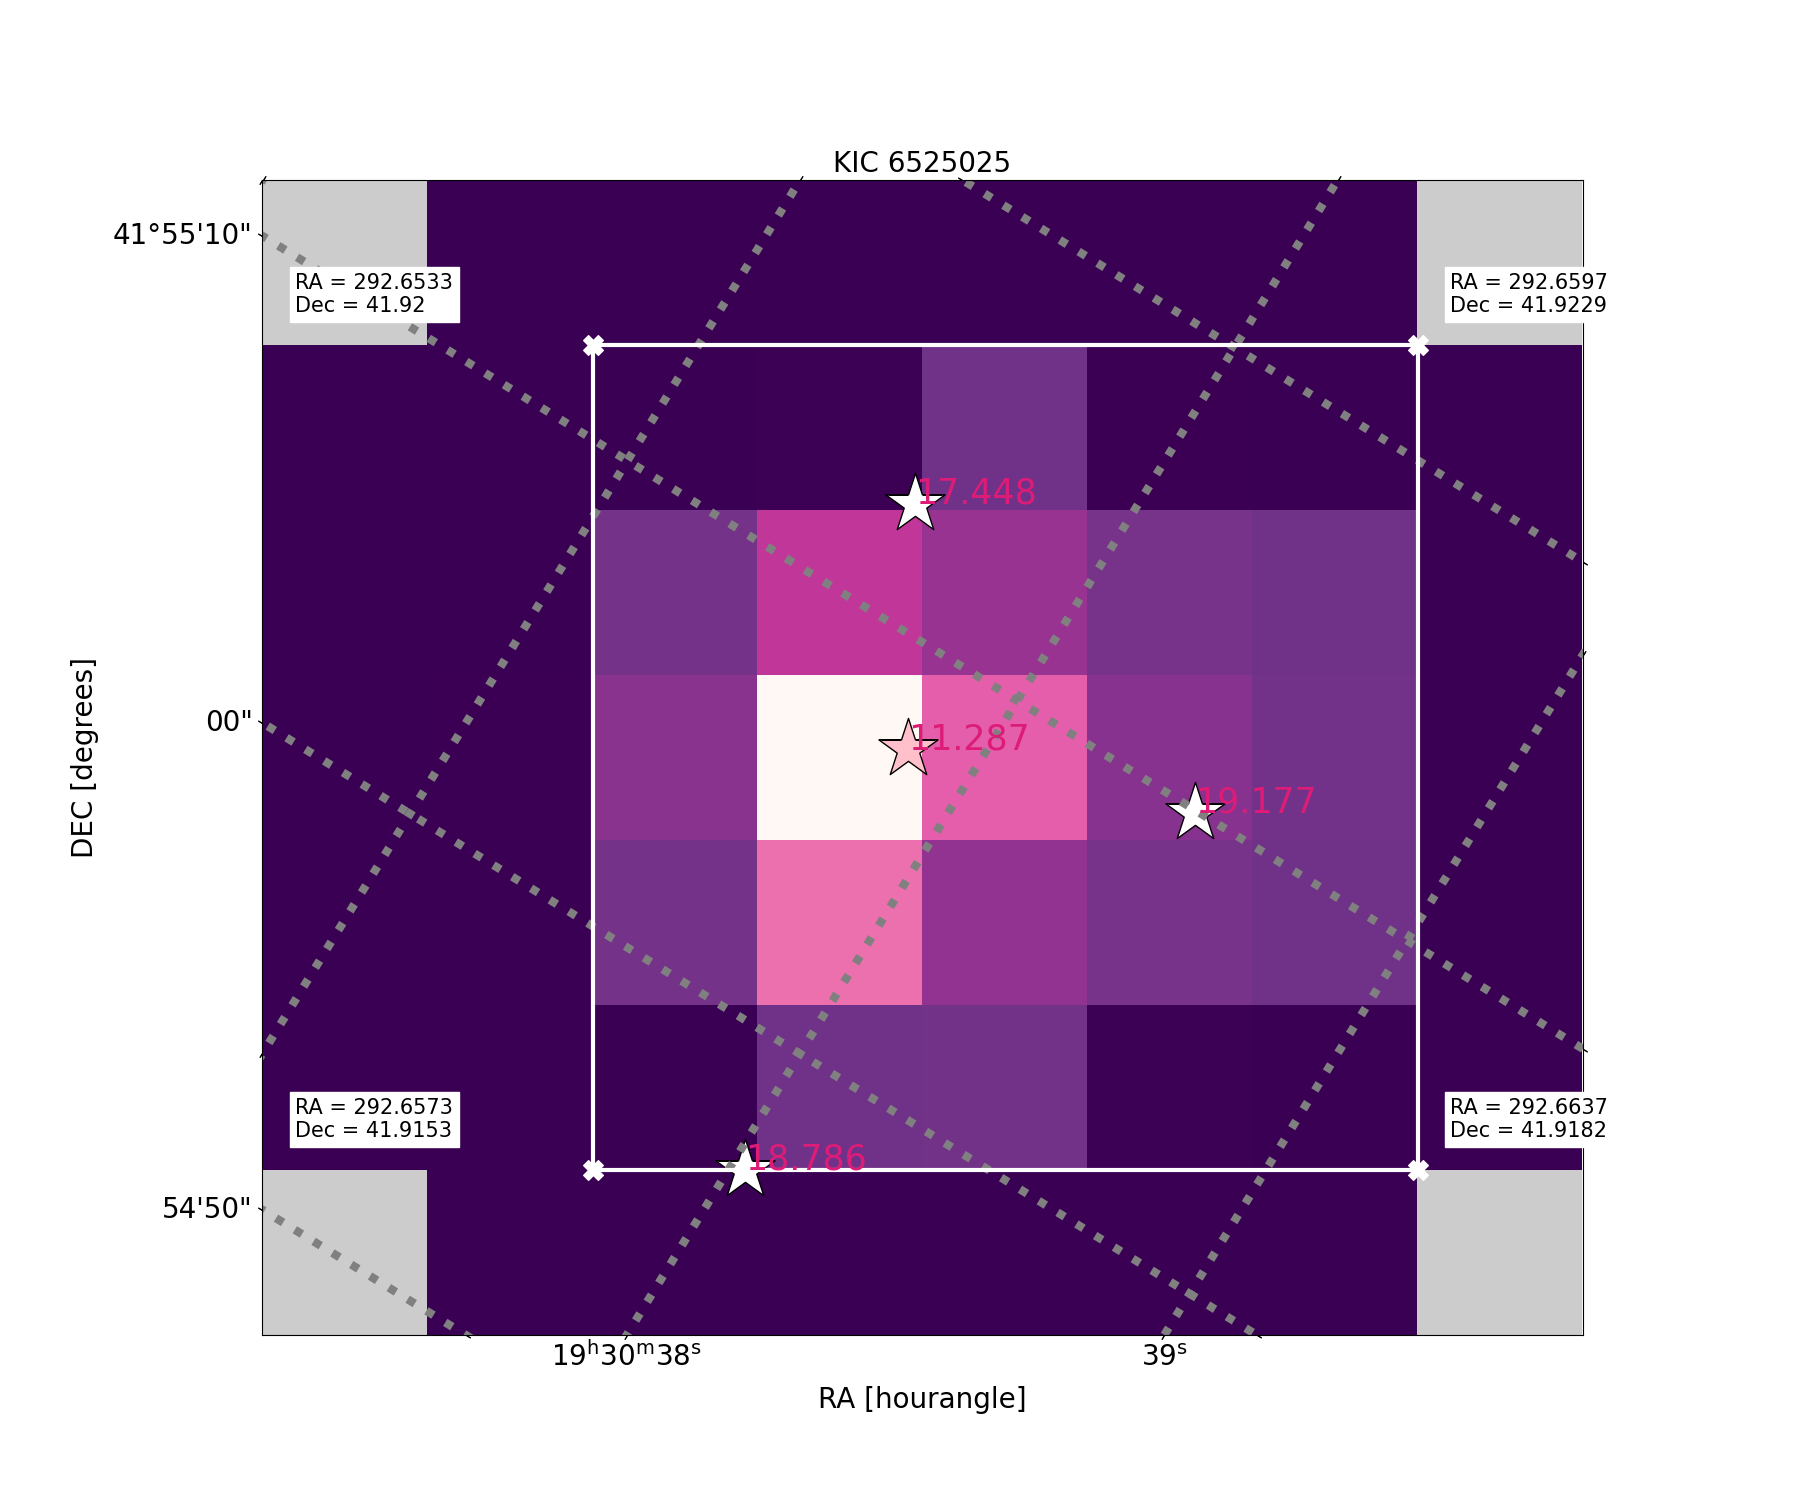 KIC 6525025
41°55'10"
RA = 292.6533
Dec = 41.92
RA = 292.6597
Dec = 41.9229
17.448
00"
11.287
19.177
DEC [degrees]
RA = 292.6573
Dec = 41.9153
RA = 292.6637
Dec = 41.9182
18.786
54'50"
19ʰ30ᵐ38ˢ
39ˢ
RA [hourangle]